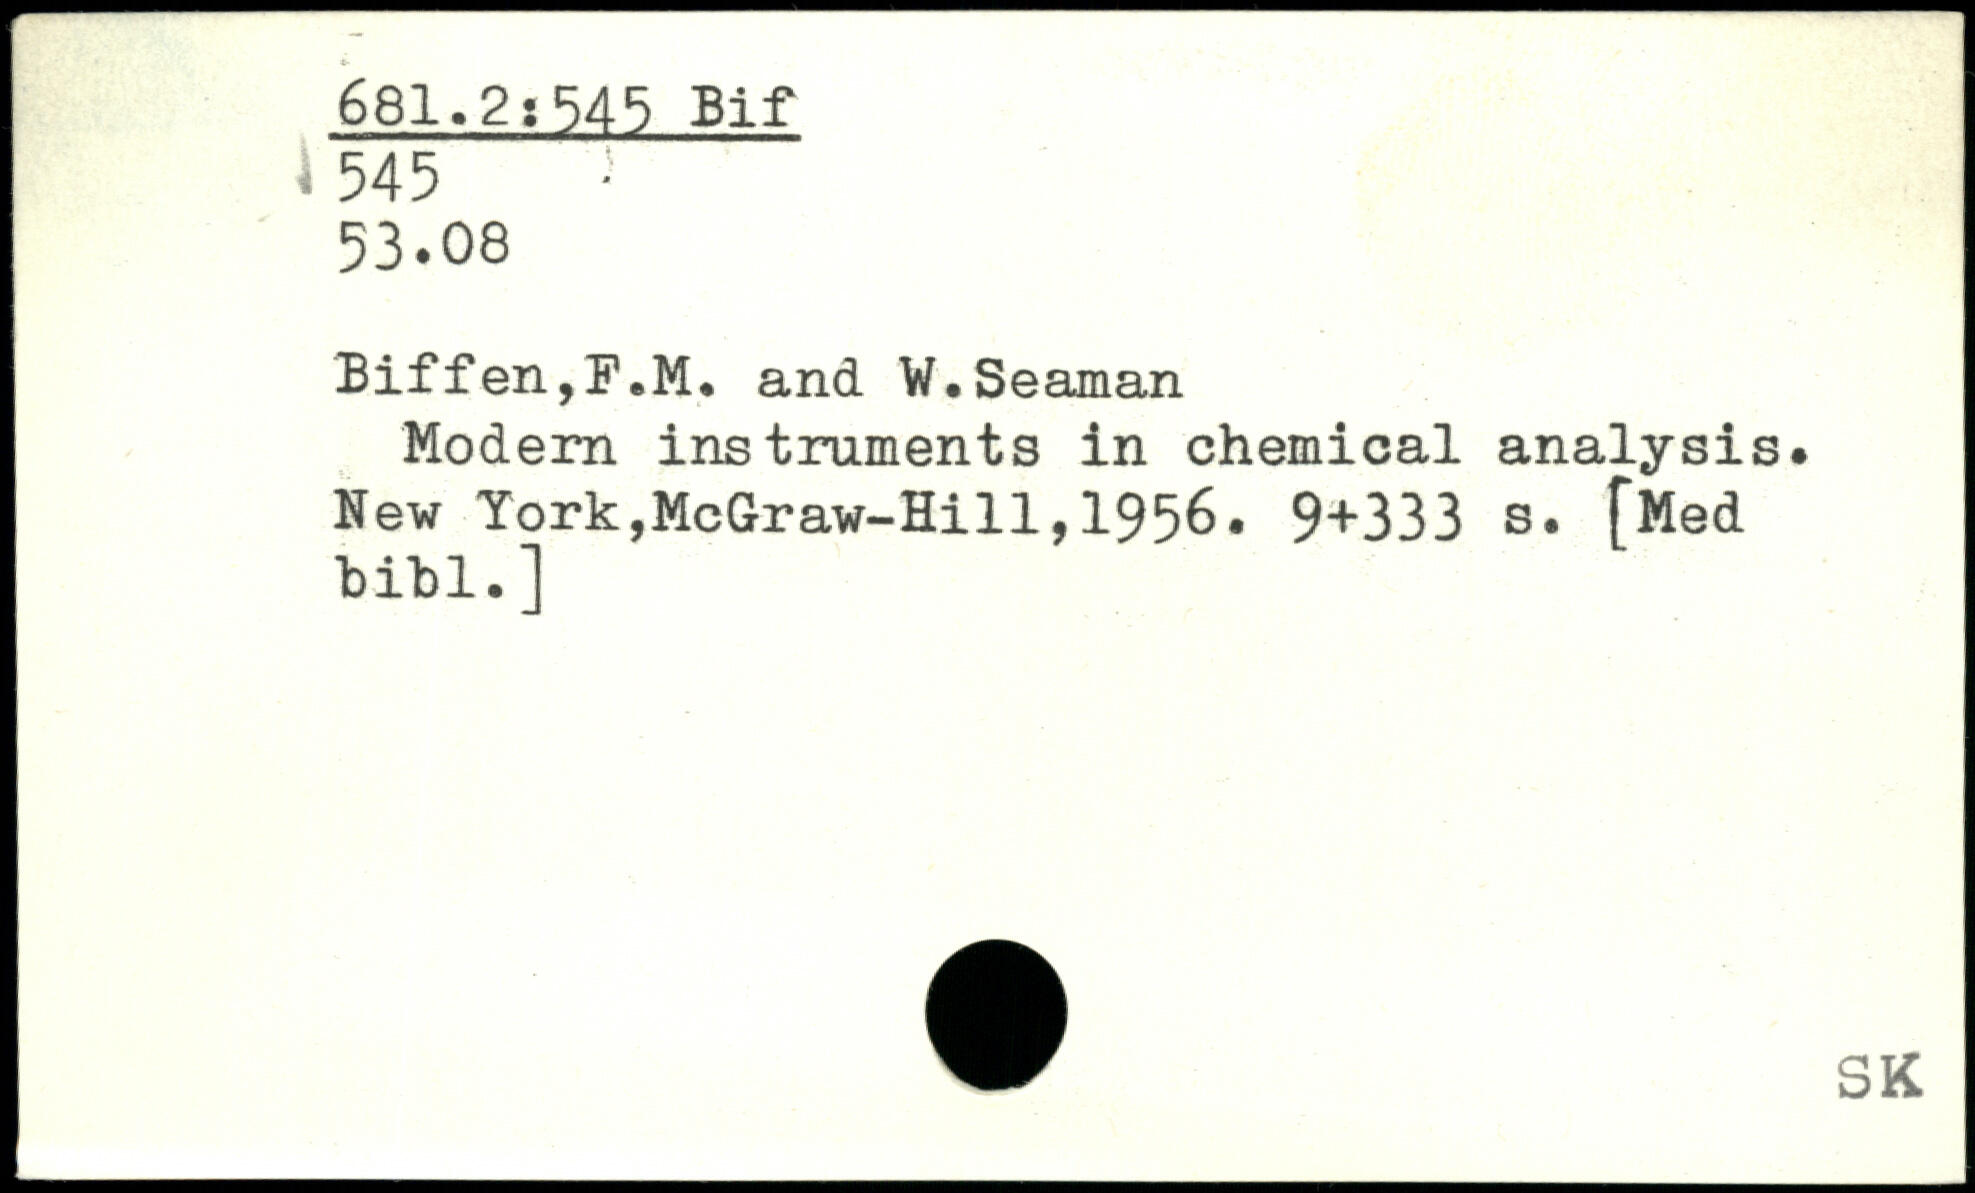 681.2:545 Bif
545
53.08
Biffen,F.M. and W.Seaman
Modern instruments in chemical analysis.
New York,McGraw-Hill,1956. 9+333 s. [Med
bibl.]
SK